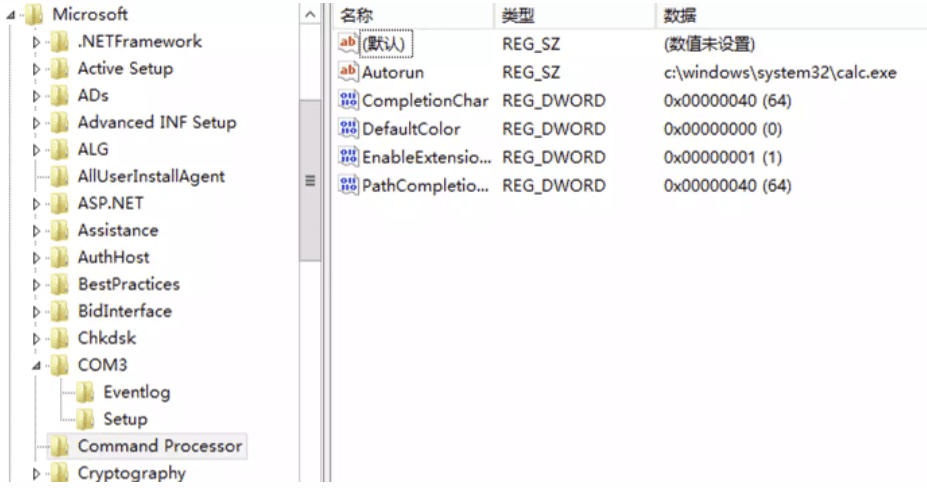 Microsoft
.NETFramework
Active Setup
ADs
Advanced INF Setup
ALG
AllUserInstallAgent
ASP.NET
Assistance
AuthHost
BestPractices
BidInterface
Chkdsk
COM3
Eventlog
Setup
Command Processor
Cryptography
名称 类型 数据
(默认) REG_SZ (数值未设置)
Autorun REG_SZ c:\windows\system32\calc.exe
CompletionChar REG_DWORD 0x00000040 (64)
DefaultColor REG_DWORD 0x00000000 (0)
EnableExtensio... REG_DWORD 0x00000001 (1)
PathCompletio... REG_DWORD 0x00000040 (64)